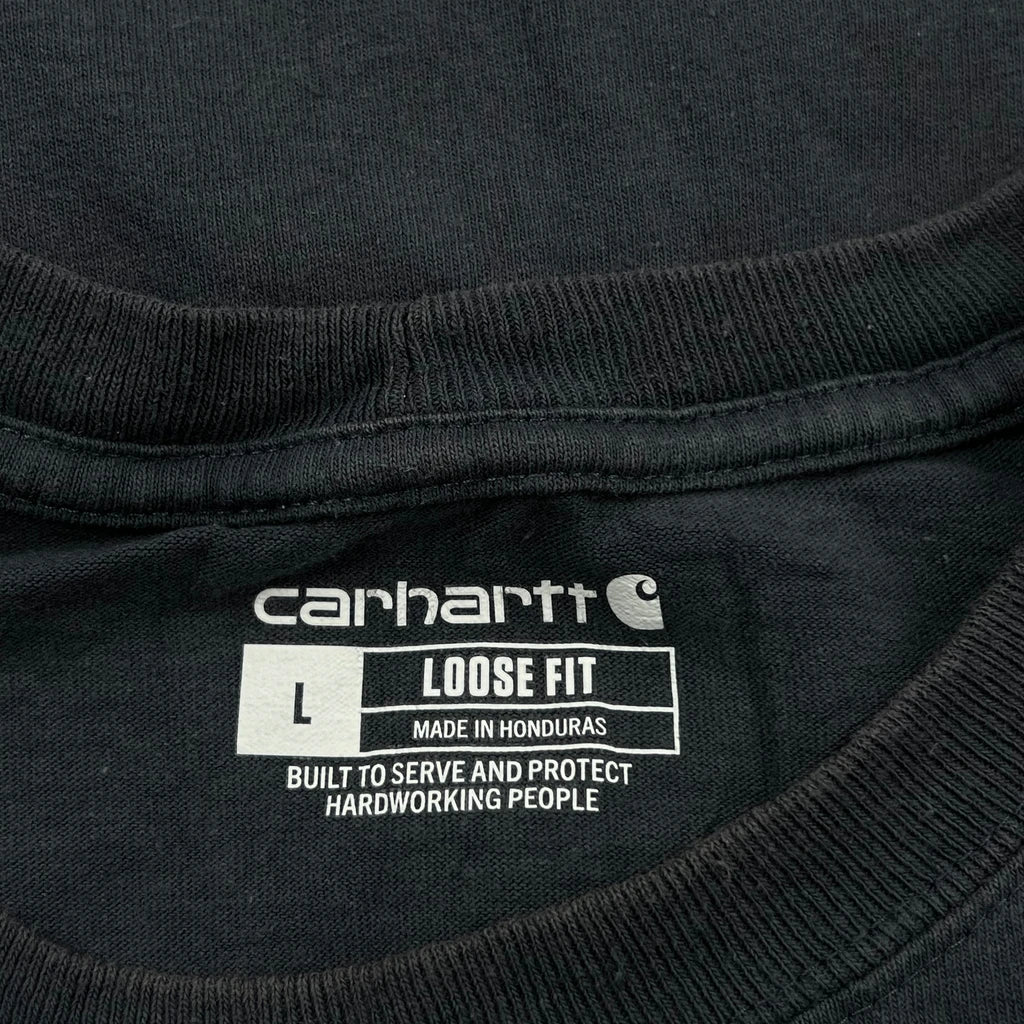 carhartt
L
LOOSE FIT
MADE IN HONDURAS
BUILT TO SERVE AND PROTECT
HARDWORKING PEOPLE